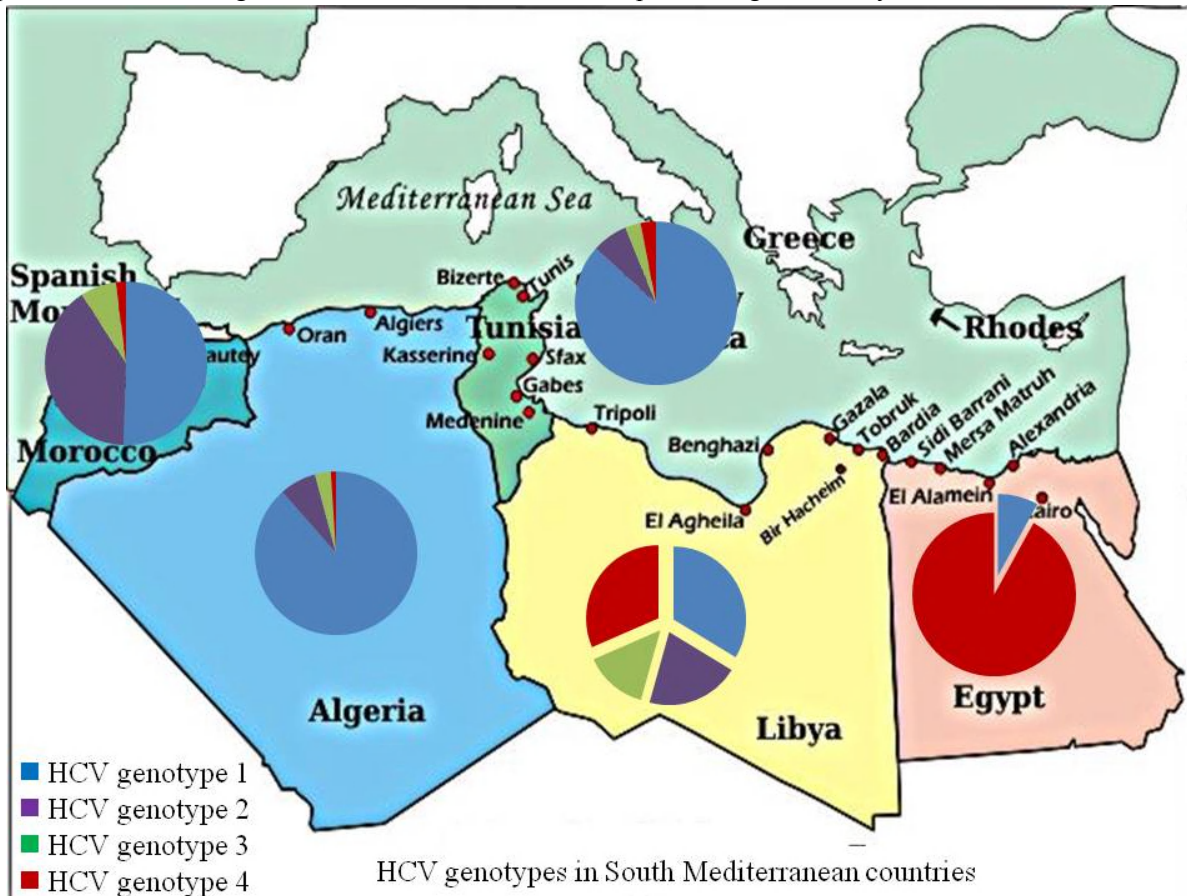 Mediterranean Sea
Greece
Spanish
Bizerte
Tunis
Rhodes
Oran
Algiers
Tunisia
Kasserine
Sfax
Gabes
Medenine
Tripoli
Morocco
Benghazi
Gazala
Tobruk
Bardia
Sidi Barrani
Mersa Matruh
Alexandria
El Alamein
El Agheila
Bir Hacheim
Algeria
Libya
Egypt
HCV genotype 1
HCV genotype 2
HCV genotype 3
HCV genotype 4
HCV genotypes in South Mediterranean countries